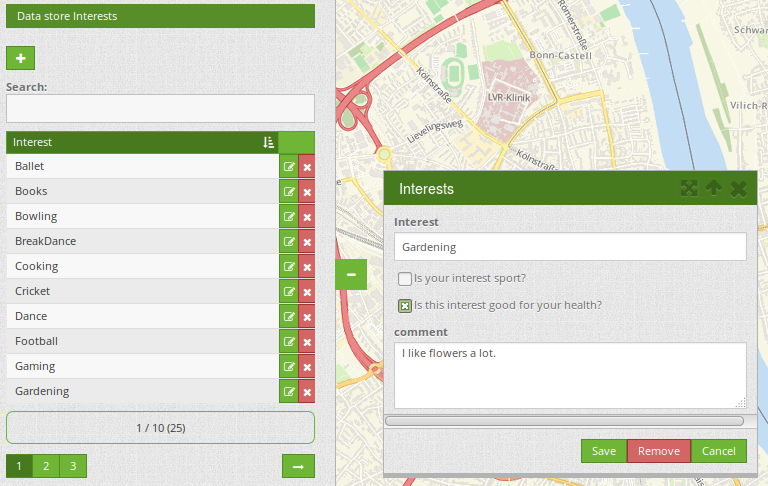 Data store Interests
+
Search:
Interest
Ballet
Books
Bowling
BreakDance
Cooking
Cricket
Dance
Football
Gaming
Gardening
1 / 10 (25)
1 2 3
Römerstraße
Bonn-Castell
Schwar
Kölnstraße
LVR-Klinik
Vilich-R
Lievelingsweg
Kölnstraße
Interests
Interest
Gardening
Is your interest sport?
Is this interest good for your health?
comment
I like flowers a lot.
Save Remove Cancel